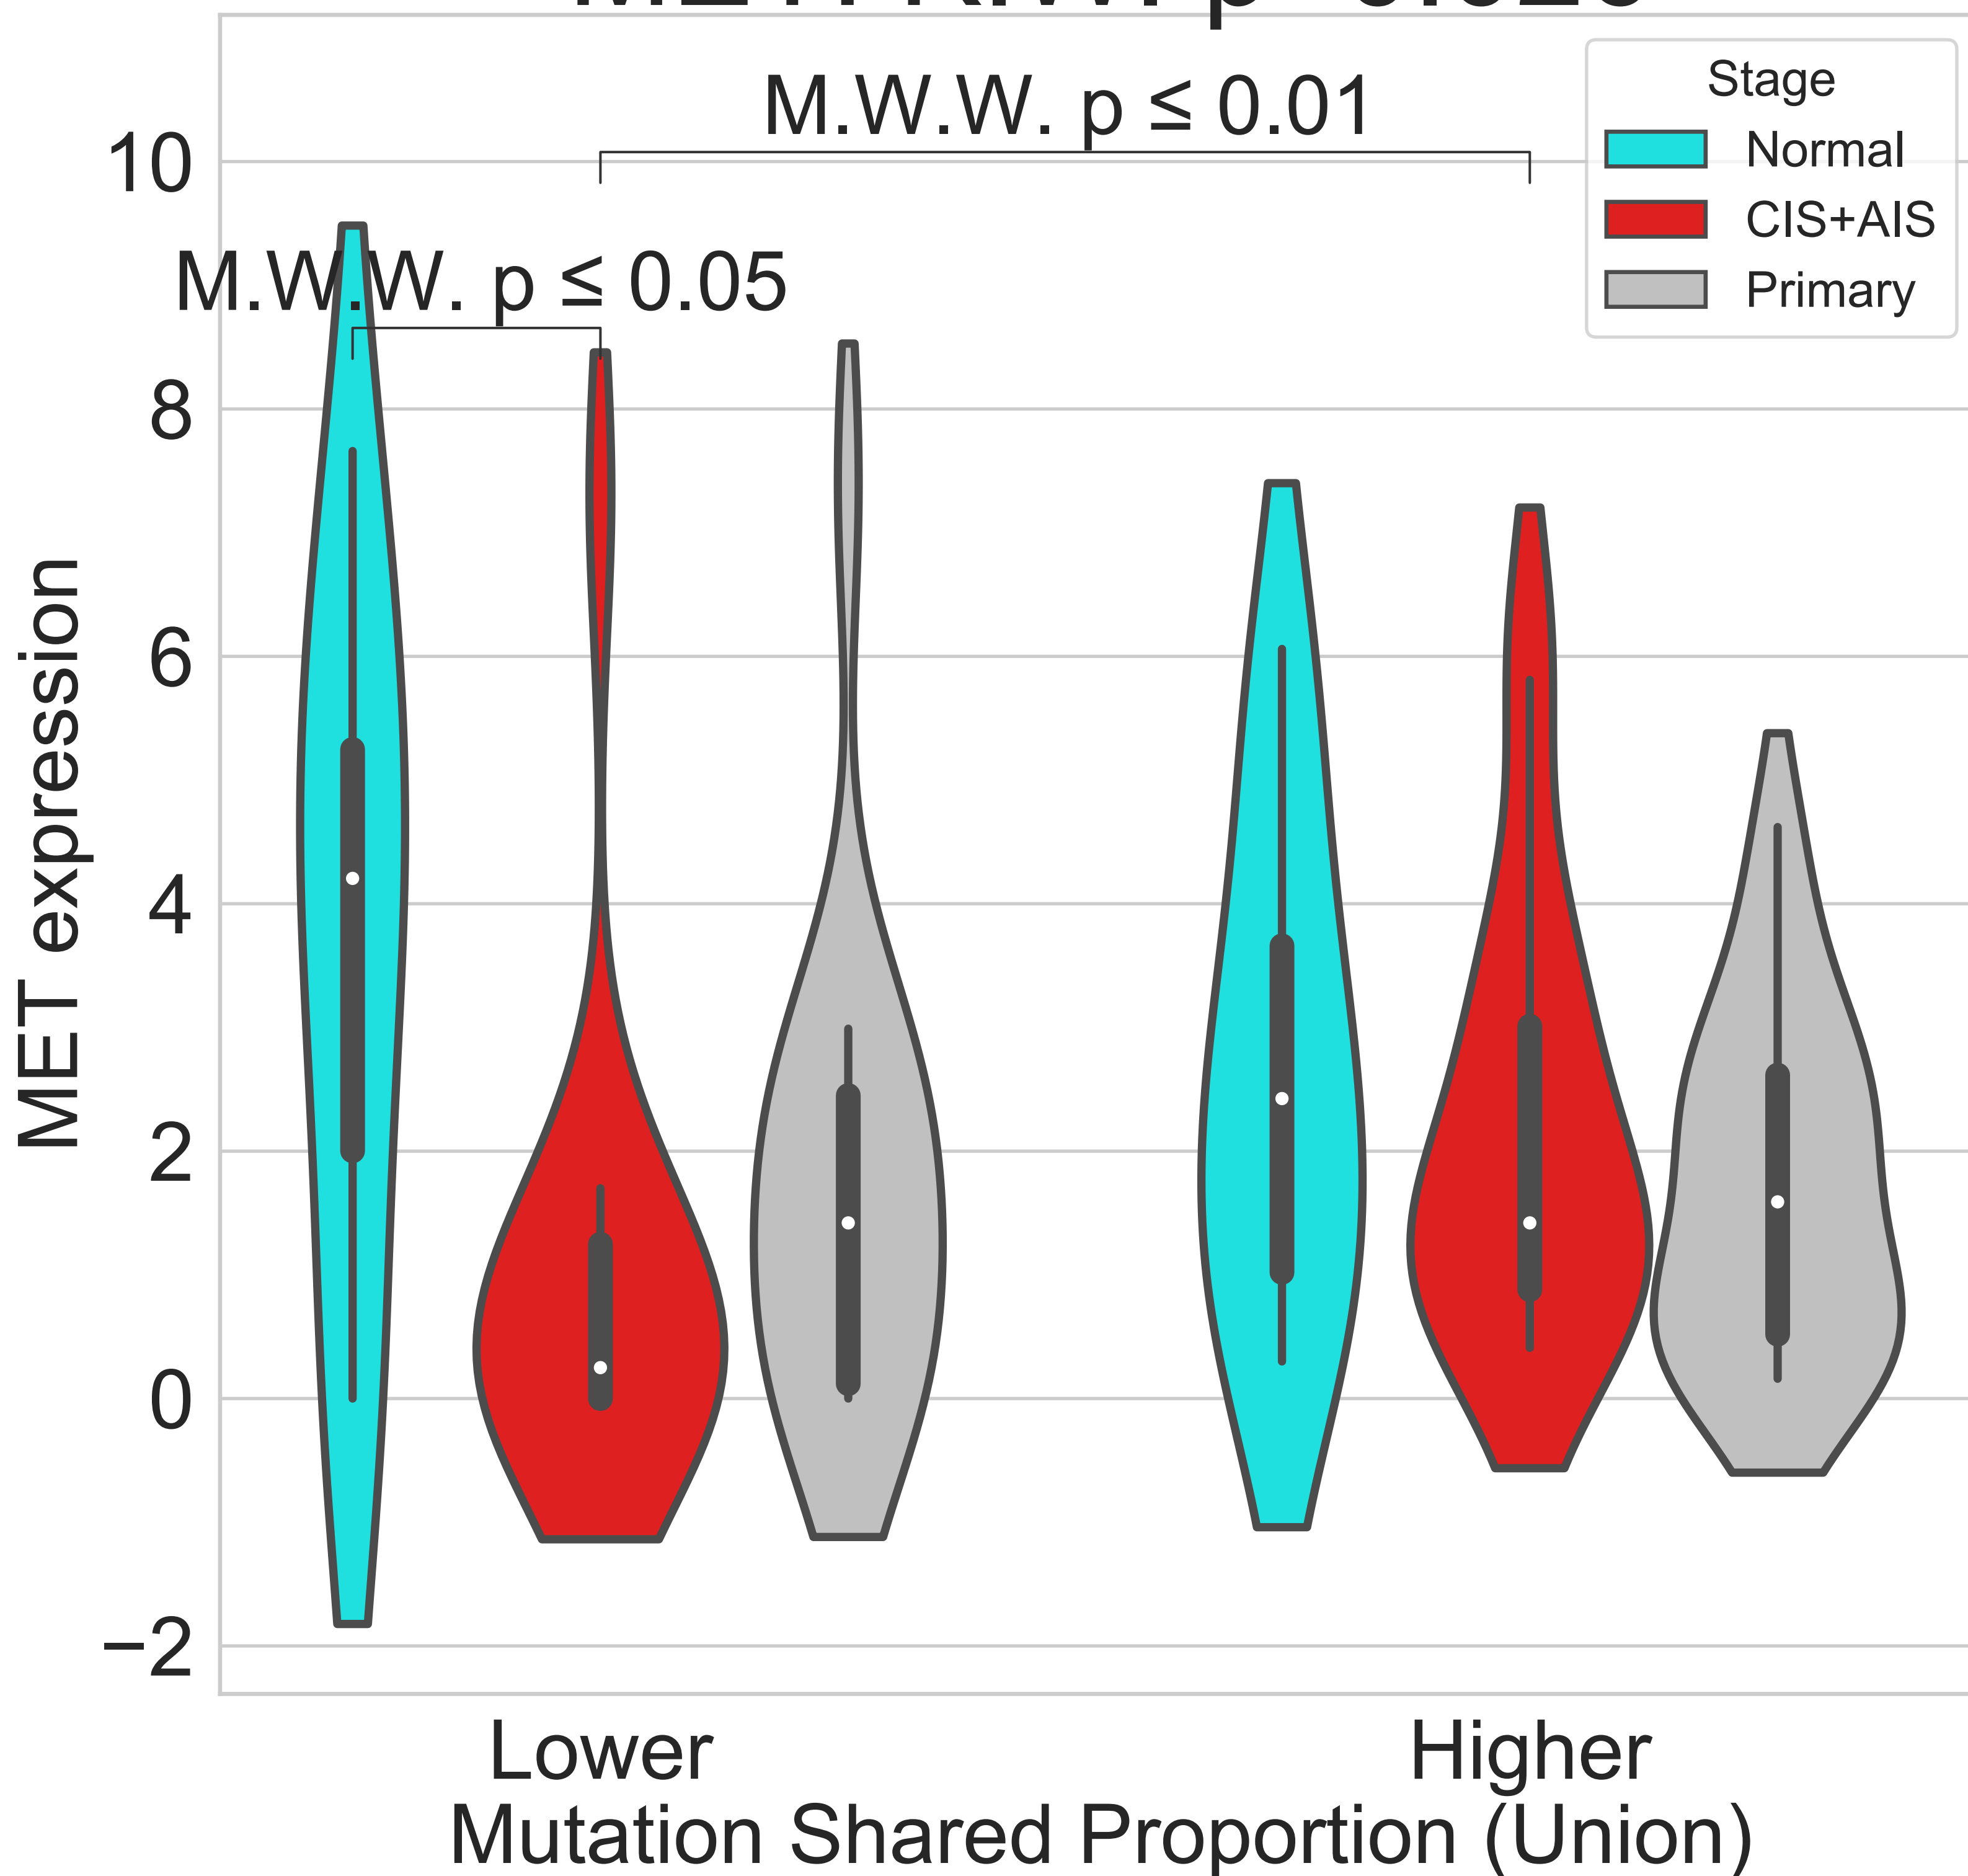 M.W.W. p ≤ 0.01
Stage
Normal
CIS+AIS
Primary
M.W.W. p ≤ 0.05
10
8
6
4
2
0
−2
MET expression
Lower
Higher
Mutation Shared Proportion (Union)